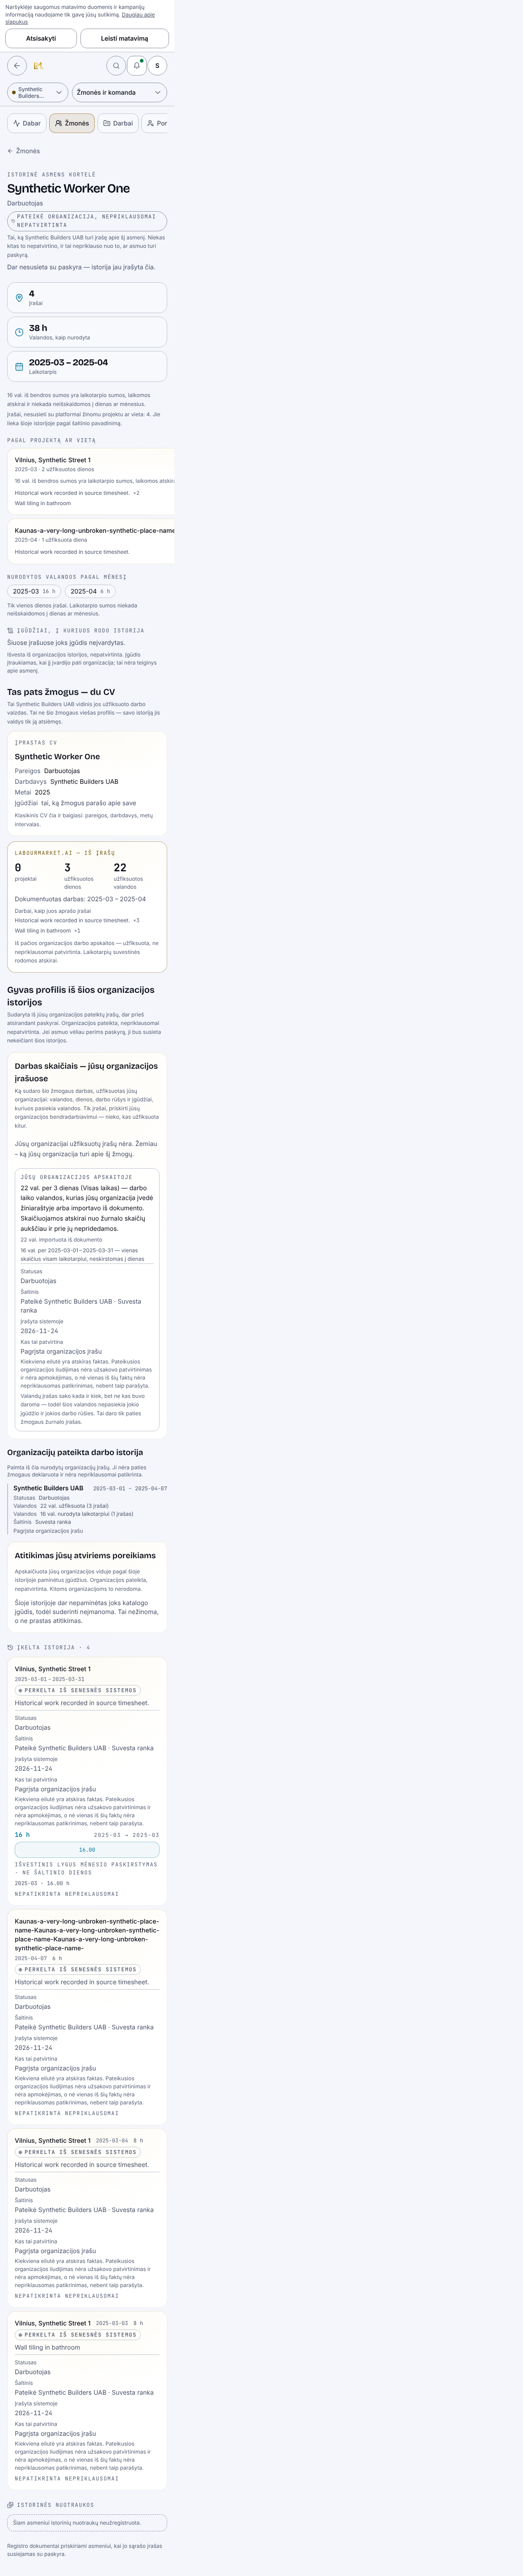 Naršyklėje saugomus matavimo duomenis ir kampanijų
informaciją naudojame tik gavę jūsų sutikimą. Daugiau apie
slapukus
Atsisakyti
Leisti matavimą
S
Synthetic
Builders...
Žmonės ir komanda
Dabar
Žmonės
Darbai
Por
← Žmonės
ISTORINĖ ASMENS KORTELĖ
Synthetic Worker One
Darbuotojas
PATEIKĖ ORGANIZACIJA, NEPRIKLAUSOMAI
NEPATVIRTINTA
Tai, ką Synthetic Builders UAB turi įrašę apie šį asmenį. Niekas
kitas to nepatvirtino, ir tai nepriklauso nuo to, ar asmuo turi
paskyrą.
Dar nesusieta su paskyra — istorija jau įrašyta čia.
4
Įrašai
38 h
Valandos, kaip nurodyta
2025-03 – 2025-04
Laikotarpis
16 val. iš bendros sumos yra laikotarpio sumos, laikomos
atskirai ir niekada neišskaidomos į dienas ar mėnesius.
Įrašai, nesusieti su platformai žinomu projektu ar vieta: 4. Jie
lieka šioje istorijoje pagal šaltinio pavadinimą.
PAGAL PROJEKTĄ AR VIETĄ
Vilnius, Synthetic Street 1
2025-03 · 2 užfiksuotos dienos
16 val. iš bendros sumos yra laikotarpio sumos, laikomos atskira
Historical work recorded in source timesheet. ×2
Wall tiling in bathroom
Kaunas-a-very-long-unbroken-synthetic-place-name
2025-04 · 1 užfiksuota diena
Historical work recorded in source timesheet.
NURODYTOS VALANDOS PAGAL MĖNESĮ
2025-03 16 h
2025-04 6 h
Tik vienos dienos įrašai. Laikotarpio sumos niekada
neišskaidomos į dienas ar mėnesius.
ĮGŪDŽIAI, Į KURIUOS RODO ISTORIJA
Šiuose įrašuose joks įgūdis neįvardytas.
Išvesta iš organizacijos istorijos, nepatvirtinta. Įgūdis
įtraukiamas, kai jį įvardijo pati organizacija; tai nėra teiginys
apie asmenį.
Tas pats žmogus — du CV
Tai Synthetic Builders UAB vidinis jos užfiksuoto darbo
vaizdas. Tai ne šio žmogaus viešas profilis — savo istoriją jis
valdys tik ją atsiėmęs.
ĮPRASTAS CV
Synthetic Worker One
Pareigos Darbuotojas
Darbdavys Synthetic Builders UAB
Metai 2025
Įgūdžiai tai, ką žmogus parašo apie save
Klasikinis CV čia ir baigiasi: pareigos, darbdavys, metų
intervalas.
LABOURMARKET.AI — IŠ ĮRAŠŲ
0
projektai
3
užfiksuotos
dienos
22
užfiksuotos
valandos
Dokumentuotas darbas: 2025-03 – 2025-04
Darbai, kaip juos aprašo įrašai
Historical work recorded in source timesheet. ×3
Wall tiling in bathroom ×1
Iš pačios organizacijos darbo apskaitos — užfiksuota, ne
nepriklausomai patvirtinta. Laikotarpių suvestinės
rodomos atskirai.
Gyvas profilis iš šios organizacijos
istorijos
Sudaryta iš jūsų organizacijos pateiktų įrašų, dar prieš
atsirandant paskyrai. Organizacijos pateikta, nepriklausomai
nepatvirtinta. Jei asmuo vėliau perims paskyrą, ji bus susieta
nekeičiant šios istorijos.
Darbas skaičiais — jūsų organizacijos
įrašuose
Ką sudaro šio žmogaus darbas, užfiksuotas jūsų
organizacijai: valandos, dienos, darbo rūšys ir įgūdžiai,
kuriuos pasiekia valandos. Tik įrašai, priskirti jūsų
organizacijos bendradarbiavimui — nieko, kas užfiksuota
kitur.
Jūsų organizacijai užfiksuotų įrašų nėra. Žemiau
– ką jūsų organizacija turi apie šį žmogų.
JŪSŲ ORGANIZACIJOS APSKAITOJE
22 val. per 3 dienas (Visas laikas) — darbo
laiko valandos, kurias jūsų organizacija įvedė
žiniaraštyje arba importavo iš dokumento.
Skaičiuojamos atskirai nuo žurnalo skaičių
aukščiau ir prie jų nepridedamos.
22 val. importuota iš dokumento
16 val. per 2025-03-01–2025-03-31 — vienas
skaičius visam laikotarpiui, neskirstomas į dienas
Statusas
Darbuotojas
Šaltinis
Pateikė Synthetic Builders UAB · Suvesta
ranka
Įrašyta sistemoje
2026-11-24
Kas tai patvirtina
Pagrįsta organizacijos įrašu
Kiekviena eilutė yra atskiras faktas. Pateikusios
organizacijos liudijimas nėra užsakovo patvirtinimas ir
nėra apmokėjimas, o nė vienas iš šių faktų nėra
nepriklausomas patikrinimas, nebent taip parašyta.
Valandų įrašas sako kada ir kiek, bet ne kas buvo
daroma — todėl šios valandos nepasiekia jokio
įgūdžio ir jokios darbo rūšies. Tai daro tik paties
žmogaus žurnalo įrašas.
Organizacijų pateikta darbo istorija
Paimta iš čia nurodytų organizacijų įrašų. Ji nėra paties
žmogaus deklaruota ir nėra nepriklausomai patikrinta.
Synthetic Builders UAB 2025-03-01 – 2025-04-07
Statusas Darbuotojas
Valandos 22 val. užfiksuota (3 įrašai)
Valandos 16 val. nurodyta laikotarpiui (1 įrašas)
Šaltinis Suvesta ranka
Pagrįsta organizacijos įrašu
Atitikimas jūsų atviriems poreikiams
Apskaičiuota jūsų organizacijos viduje pagal šioje
istorijoje paminėtus įgūdžius. Organizacijos pateikta,
nepatvirtinta. Kitoms organizacijoms to nerodoma.
Šioje istorijoje dar nepaminėtas joks katalogo
įgūdis, todėl suderinti neįmanoma. Tai nežinoma,
o ne prastas atitikimas.
ĮKELTA ISTORIJA · 4
Vilnius, Synthetic Street 1
2025-03-01 – 2025-03-31
PERKELTA IŠ SENESNĖS SISTEMOS
Historical work recorded in source timesheet.
Statusas
Darbuotojas
Šaltinis
Pateikė Synthetic Builders UAB · Suvesta ranka
Įrašyta sistemoje
2026-11-24
Kas tai patvirtina
Pagrįsta organizacijos įrašu
Kiekviena eilutė yra atskiras faktas. Pateikusios
organizacijos liudijimas nėra užsakovo patvirtinimas ir
nėra apmokėjimas, o nė vienas iš šių faktų nėra
nepriklausomas patikrinimas, nebent taip parašyta.
16 h 2025-03 → 2025-03
16.00
IŠVESTINIS LYGUS MĖNESIO PASKIRSTYMAS
- NE ŠALTINIO DIENOS
2025-03 · 16.00 h
NEPATIKRINTA NEPRIKLAUSOMAI
Kaunas-a-very-long-unbroken-synthetic-place-
name-Kaunas-a-very-long-unbroken-synthetic-
place-name-Kaunas-a-very-long-unbroken-
synthetic-place-name-
2025-04-07 6 h
PERKELTA IŠ SENESNĖS SISTEMOS
Historical work recorded in source timesheet.
Statusas
Darbuotojas
Šaltinis
Pateikė Synthetic Builders UAB · Suvesta ranka
Įrašyta sistemoje
2026-11-24
Kas tai patvirtina
Pagrįsta organizacijos įrašu
Kiekviena eilutė yra atskiras faktas. Pateikusios
organizacijos liudijimas nėra užsakovo patvirtinimas ir
nėra apmokėjimas, o nė vienas iš šių faktų nėra
nepriklausomas patikrinimas, nebent taip parašyta.
NEPATIKRINTA NEPRIKLAUSOMAI
Vilnius, Synthetic Street 1 2025-03-04 8 h
PERKELTA IŠ SENESNĖS SISTEMOS
Historical work recorded in source timesheet.
Statusas
Darbuotojas
Šaltinis
Pateikė Synthetic Builders UAB · Suvesta ranka
Įrašyta sistemoje
2026-11-24
Kas tai patvirtina
Pagrįsta organizacijos įrašu
Kiekviena eilutė yra atskiras faktas. Pateikusios
organizacijos liudijimas nėra užsakovo patvirtinimas ir
nėra apmokėjimas, o nė vienas iš šių faktų nėra
nepriklausomas patikrinimas, nebent taip parašyta.
NEPATIKRINTA NEPRIKLAUSOMAI
Vilnius, Synthetic Street 1 2025-03-03 8 h
PERKELTA IŠ SENESNĖS SISTEMOS
Wall tiling in bathroom
Statusas
Darbuotojas
Šaltinis
Pateikė Synthetic Builders UAB · Suvesta ranka
Įrašyta sistemoje
2026-11-24
Kas tai patvirtina
Pagrįsta organizacijos įrašu
Kiekviena eilutė yra atskiras faktas. Pateikusios
organizacijos liudijimas nėra užsakovo patvirtinimas ir
nėra apmokėjimas, o nė vienas iš šių faktų nėra
nepriklausomas patikrinimas, nebent taip parašyta.
NEPATIKRINTA NEPRIKLAUSOMAI
ISTORINĖS NUOTRAUKOS
Šiam asmeniui istorinių nuotraukų neužregistruota.
Registro dokumentai priskiriami asmeniui, kai jo sąrašo įrašas
susiejamas su paskyra.